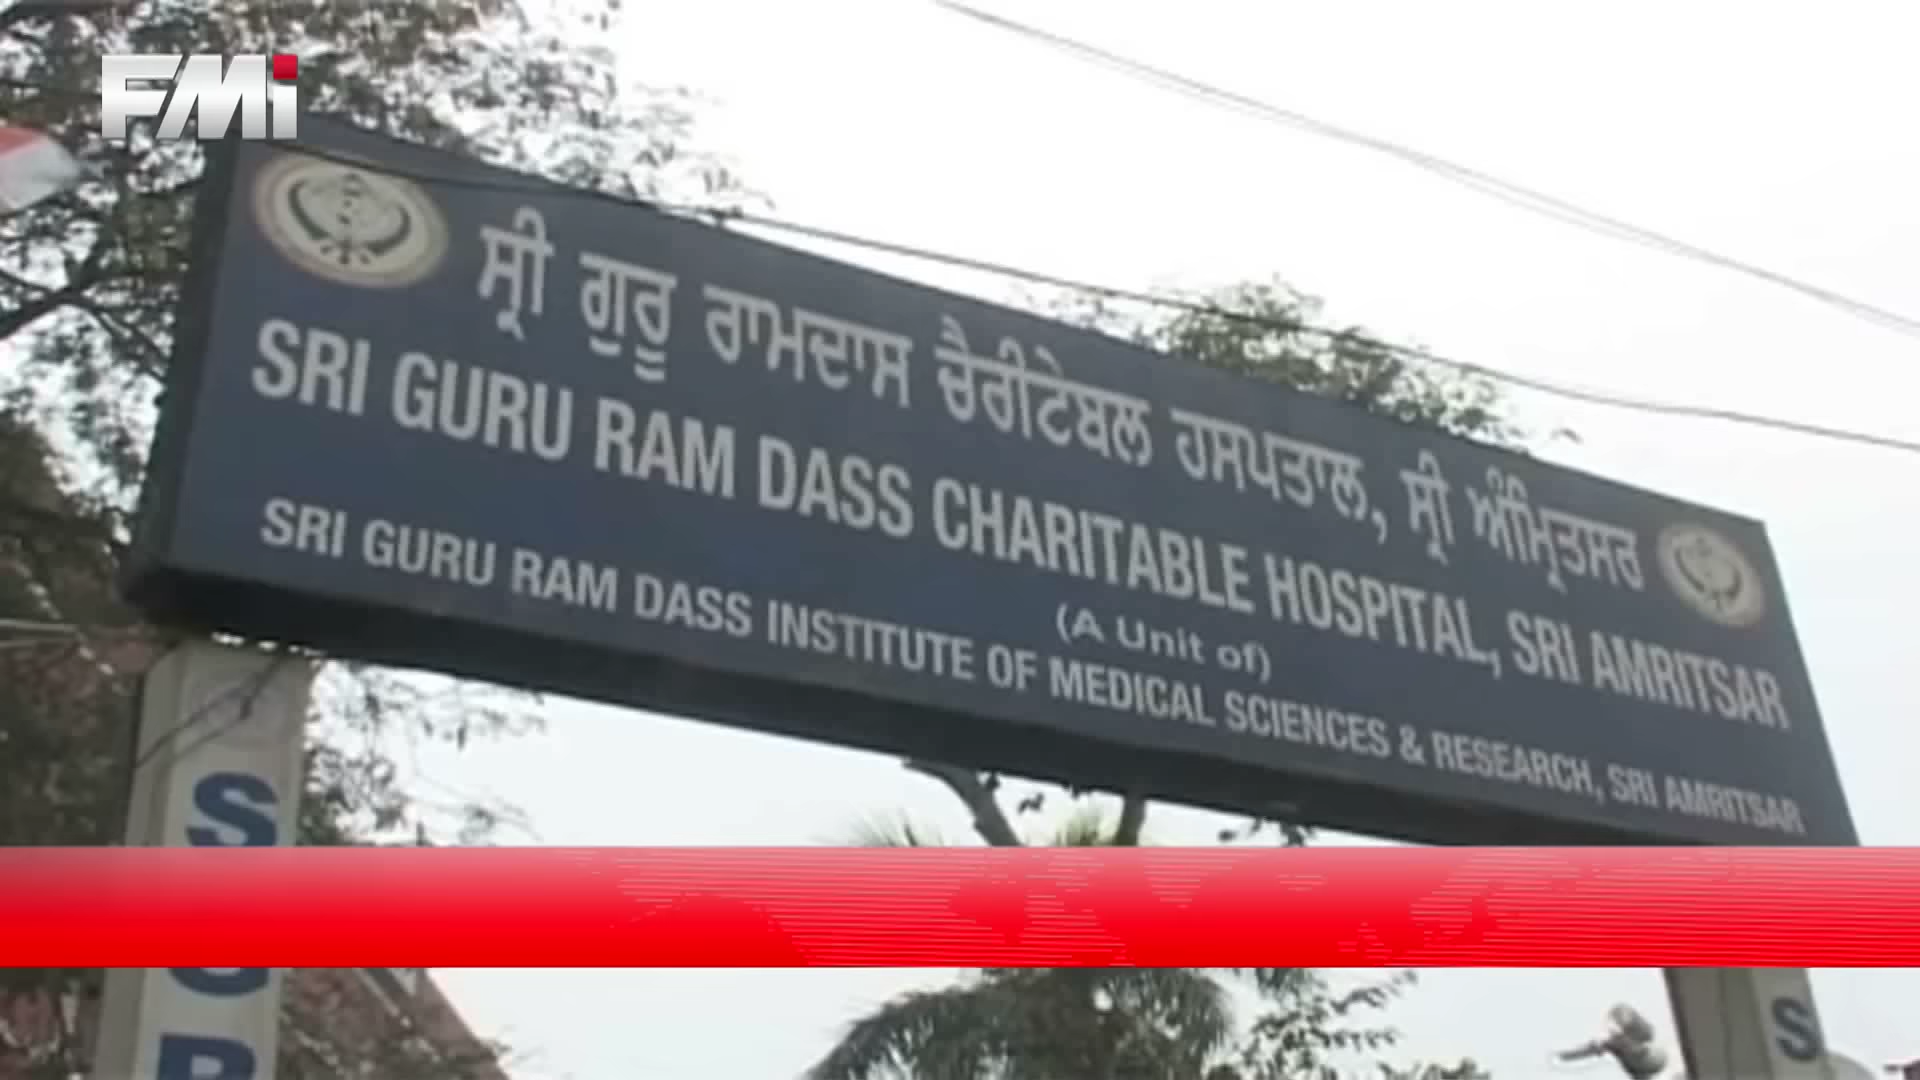 FMi
ਸ੍ਰੀ ਗੁਰੂ ਰਾਮਦਾਸ ਚੈਰੀਟੇਬਲ ਹਸਪਤਾਲ, ਸ੍ਰੀ ਅੰਮ੍ਰਿਤਸਰ
SRI GURU RAM DASS CHARITABLE HOSPITAL, SRI AMRITSAR
(A Unit of)
SRI GURU RAM DASS INSTITUTE OF MEDICAL SCIENCES & RESEARCH, SRI AMRITSAR
S
G
R
S